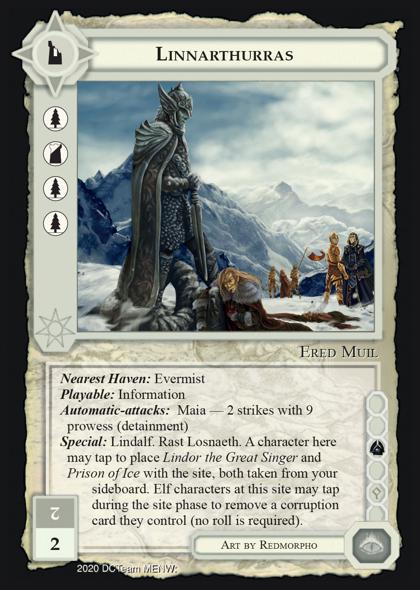 LINNARTHURRAS
ERED MUIL
Nearest Haven: Evermist
Playable: Information
Automatic-attacks: Maia — 2 strikes with 9
prowess (detainment)
Special: Lindalf. Rast Losnaeth. A character here
may tap to place Lindor the Great Singer and
Prison of Ice with the site, both taken from your
sideboard. Elf characters at this site may tap
during the site phase to remove a corruption
card they control (no roll is required).
2
2
ART BY REDMORPHO
2020 DCTeam MENW: